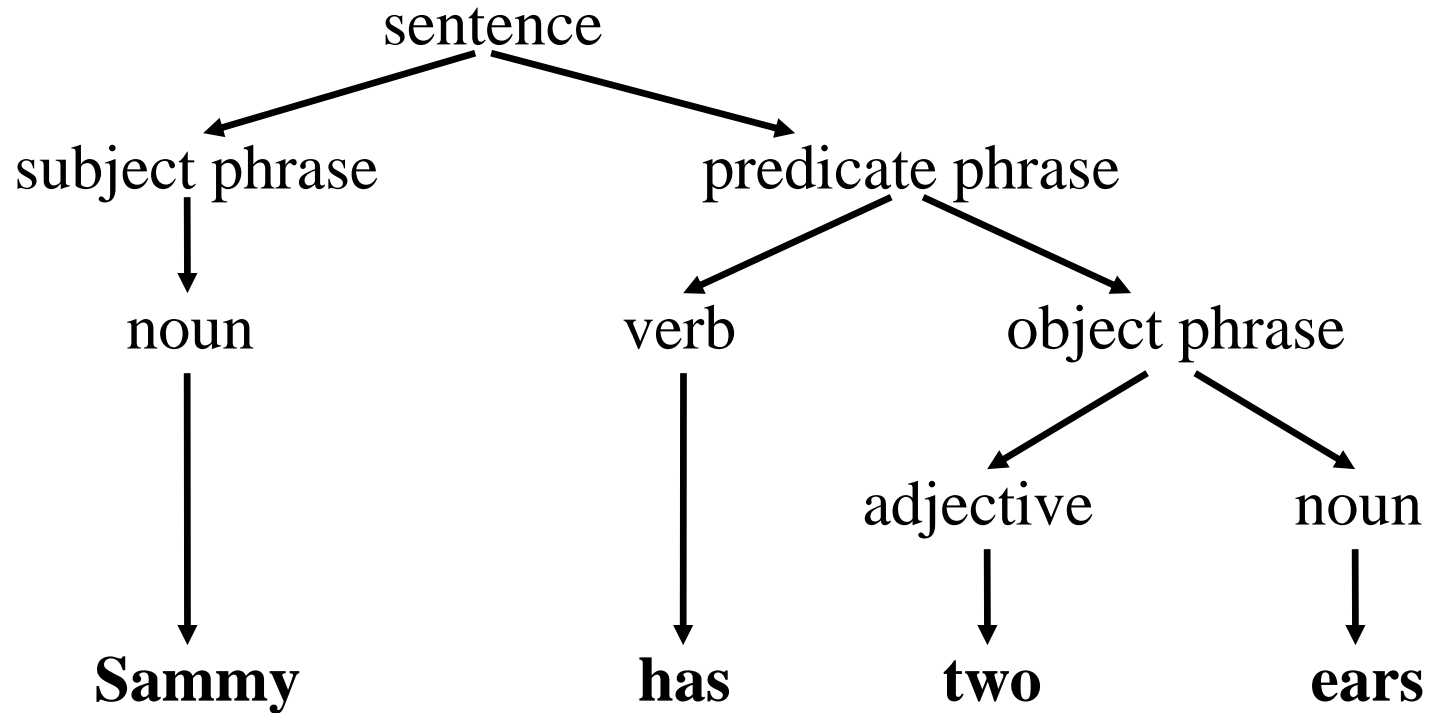 sentence
subject phrase predicate phrase
noun verb object phrase
adjective noun
Sammy has two ears